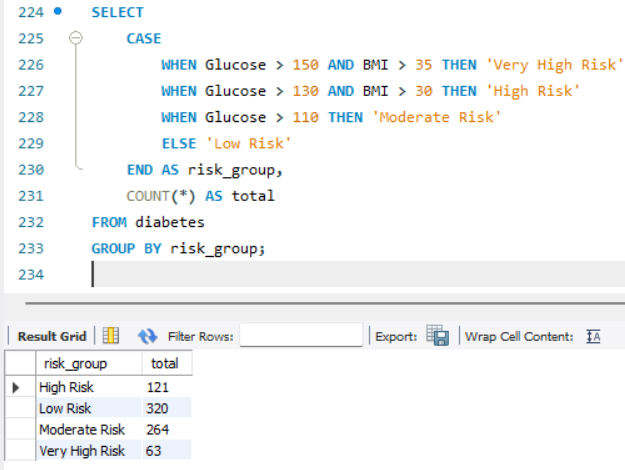 224 SELECT
225 CASE
226 WHEN Glucose > 150 AND BMI > 35 THEN 'Very High Risk'
227 WHEN Glucose > 130 AND BMI > 30 THEN 'High Risk'
228 WHEN Glucose > 110 THEN 'Moderate Risk'
229 ELSE 'Low Risk'
230 END AS risk_group,
231 COUNT(*) AS total
232 FROM diabetes
233 GROUP BY risk_group;
234
Result Grid Filter Rows: Export: Wrap Cell Content: IA
risk_group total
High Risk 121
Low Risk 320
Moderate Risk 264
Very High Risk 63